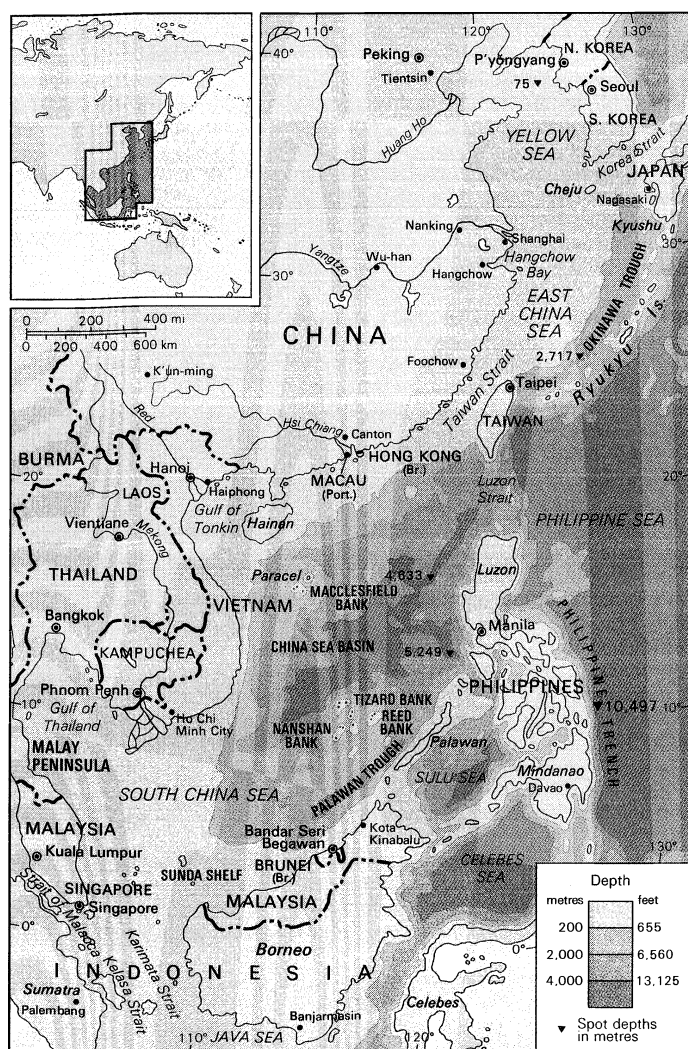 110°
120°
40°
N. KOREA
Peking
P'yŏngyang
Tientsin
75
Seoul
S. KOREA
Huang Ho
YELLOW
SEA
Korea Strait
JAPAN
Cheju
Nagasaki
Kyushu
Nanking
Shanghai
Yangtze
Wu-han
Hangchow
Hangchow
Bay
130°
30°
30°
EAST
CHINA
SEA
OKINAWA TROUGH
Ryukyu Is.
0 200 400 mi
0 200 400 600 km
CHINA
2,717
Foochow
K'un-ming
Taiwan Strait
Taipei
TAIWAN
Red
Hsi Chiang
Canton
BURMA
HONG KONG
(Br.)
Hanoi
MACAU
(Port.)
20°
20°
LAOS
Haiphong
Gulf of
Tonkin
Hainan
Luzon
Strait
PHILIPPINE SEA
Vientiane
Mekong
THAILAND
Paracel
4,633
Luzon
MACCLESFIELD
BANK
VIETNAM
Bangkok
CHINA SEA BASIN
Manila
KAMPUCHEA
5,249
PHILIPPINE TRENCH
Phnom Penh
PHILIPPINES
10,497
10°
10°
Gulf of
Thailand
Ho Chi
Minh City
TIZARD BANK
REED
BANK
NANSHAN
BANK
MALAY
PENINSULA
Palawan
PALAWAN TROUGH
SULU SEA
Mindanao
Davao
SOUTH CHINA SEA
MALAYSIA
Bandar Seri
Begawan
Kota
Kinabalu
Kuala Lumpur
BRUNEI
(Br.)
CELEBES
SEA
130°
SUNDA SHELF
SINGAPORE
Singapore
MALAYSIA
Strait of Malacca
0°
0°
Borneo
Karimata Strait
INDONESIA
Kalasa Strait
Sumatra
Palembang
Celebes
Banjarmasin
110°
JAVA SEA
120°
Depth
metres
feet
200
655
2,000
6,560
4,000
13,125
Spot depths
in metres